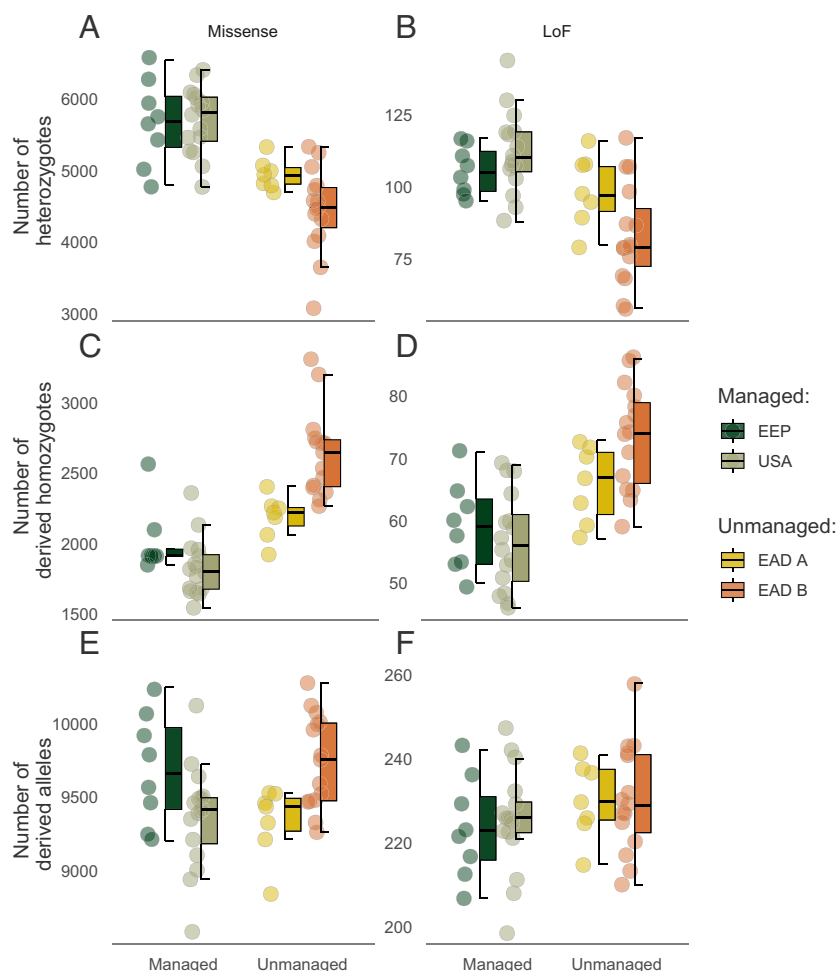 A Missense B LoF
Number of
heterozygotes
6000
5000
4000
3000
125
100
75
C D
Number of
derived homozygotes
3000
2500
2000
1500
80
70
60
50
Managed:
EEP
USA
Unmanaged:
EAD A
EAD B
E F
Number of
derived alleles
10000
9500
9000
260
240
220
200
Managed Unmanaged Managed Unmanaged